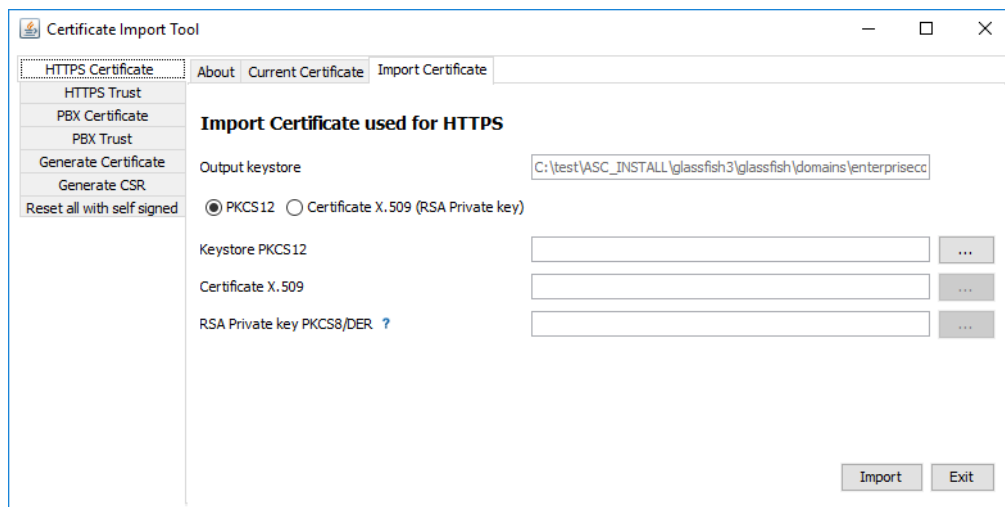 Certificate Import Tool
HTTPS Certificate
HTTPS Trust
PBX Certificate
PBX Trust
Generate Certificate
Generate CSR
Reset all with self signed
About Current Certificate Import Certificate
Import Certificate used for HTTPS
Output keystore C:\test\ASC_INSTALL\glassfish3\glassfish\domains\enterprisecc
PKCS12 Certificate X.509 (RSA Private key)
Keystore PKCS12 ...
Certificate X.509 ...
RSA Private key PKCS8/DER ? ...
Import Exit